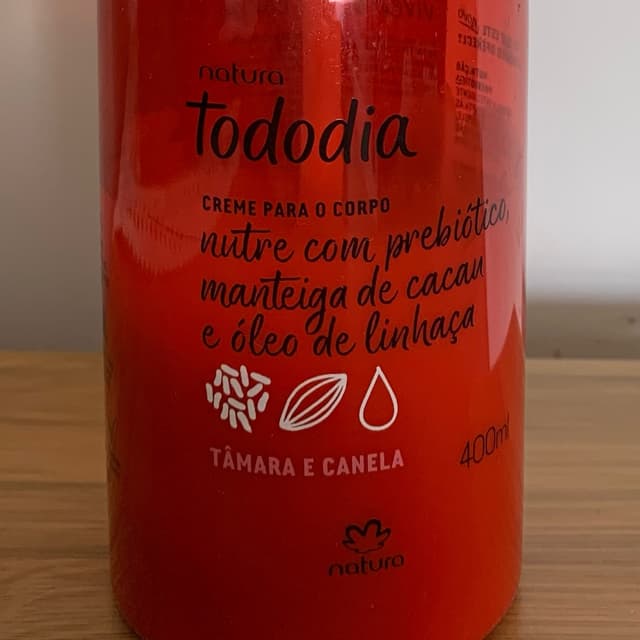 natura
tododia
CREME PARA O CORPO
nutre com prebiótico,
manteiga de cacau
e óleo de linhaça
TÂMARA E CANELA
400ml
natura